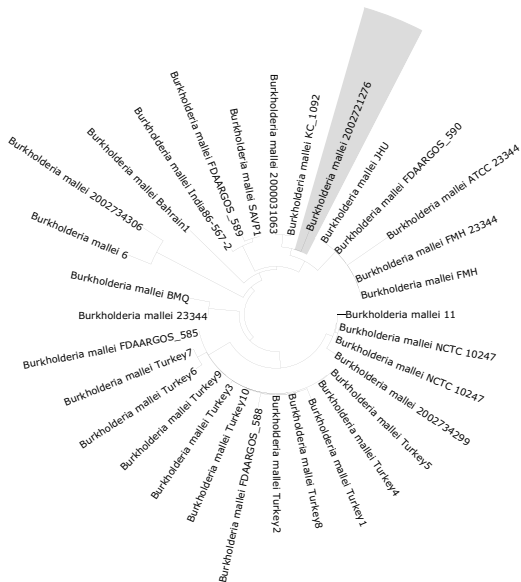 Burkholderia mallei 2002721276
Burkholderia mallei JHU
Burkholderia mallei FDAARGOS_590
Burkholderia mallei ATCC 23344
Burkholderia mallei FMH 23344
Burkholderia mallei FMH
Burkholderia mallei 11
Burkholderia mallei NCTC 10247
Burkholderia mallei NCTC 10247
Burkholderia mallei 2002734299
Burkholderia mallei Turkey5
Burkholderia mallei Turkey4
Burkholderia mallei Turkey1
Burkholderia mallei Turkey8
Burkholderia mallei Turkey2
Burkholderia mallei FDAARGOS_588
Burkholderia mallei Turkey10
Burkholderia mallei Turkey3
Burkholderia mallei Turkey9
Burkholderia mallei Turkey6
Burkholderia mallei Turkey7
Burkholderia mallei FDAARGOS_585
Burkholderia mallei 23344
Burkholderia mallei BMQ
Burkholderia mallei 6
Burkholderia mallei 2002734306
Burkholderia mallei Bahrain1
Burkholderia mallei India86-567-2
Burkholderia mallei FDAARGOS_589
Burkholderia mallei SAVP1
Burkholderia mallei 2000031063
Burkholderia mallei KC_1092